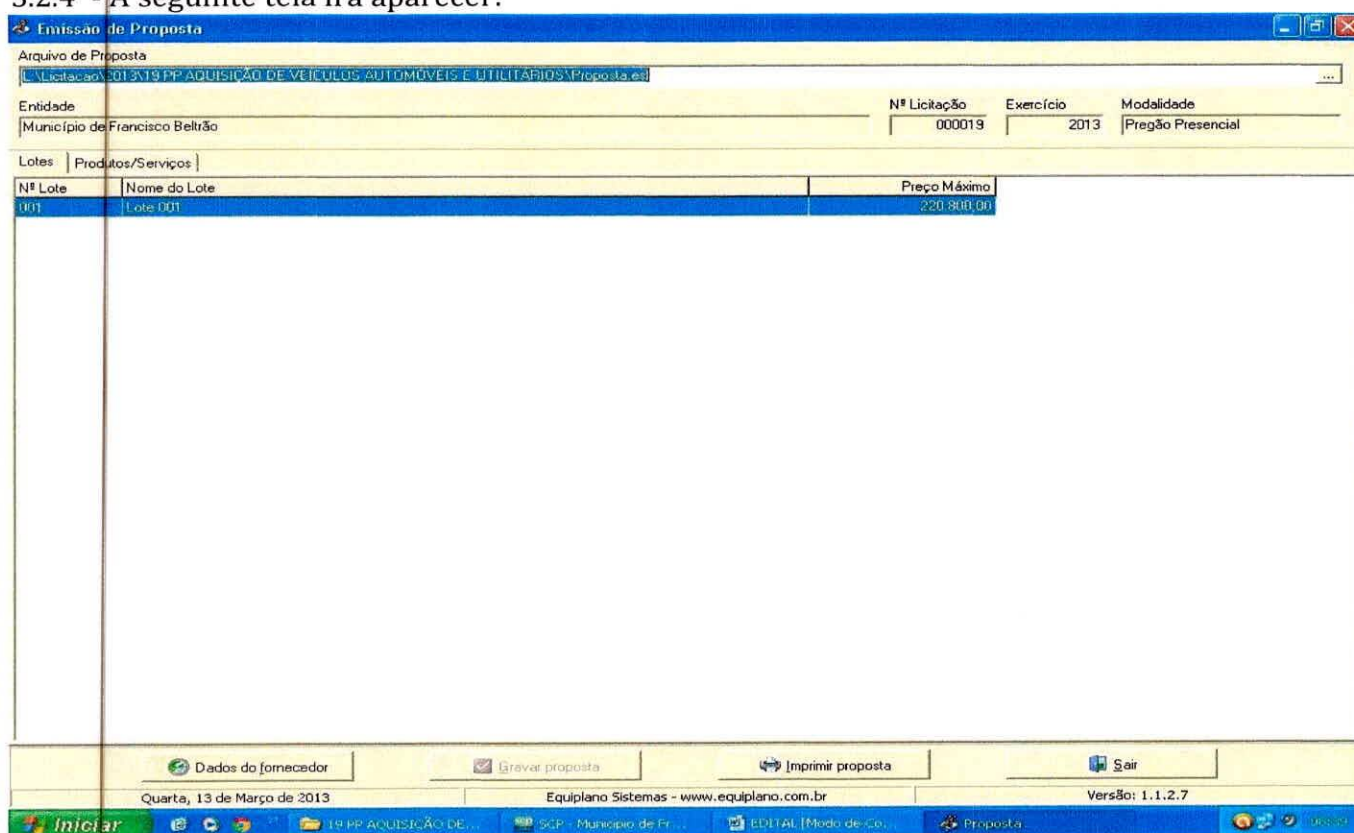 3.2.4 - A seguinte tela irá aparecer:
Emissão de Proposta
Arquivo de Proposta
L:\Licitacao\2013\19 PP AQUISIÇÃO DE VEÍCULOS AUTOMÓVEIS E UTILITÁRIOS\Proposta.esl
...
Entidade Nº Licitação Exercício Modalidade
Município de Francisco Beltrão 000019 2013 Pregão Presencial
Lotes Produtos/Serviços
Nº Lote Nome do Lote Preço Máximo
001 Lote 001 220.800,00
Dados do fornecedor Gravar proposta Imprimir proposta Sair
Quarta, 13 de Março de 2013 Equiplano Sistemas - www.equiplano.com.br Versão: 1.1.2.7
Iniciar 19 PP AQUISIÇÃO DE... SCP - Município de Fr... EDITAL [Modo de Co... Proposta